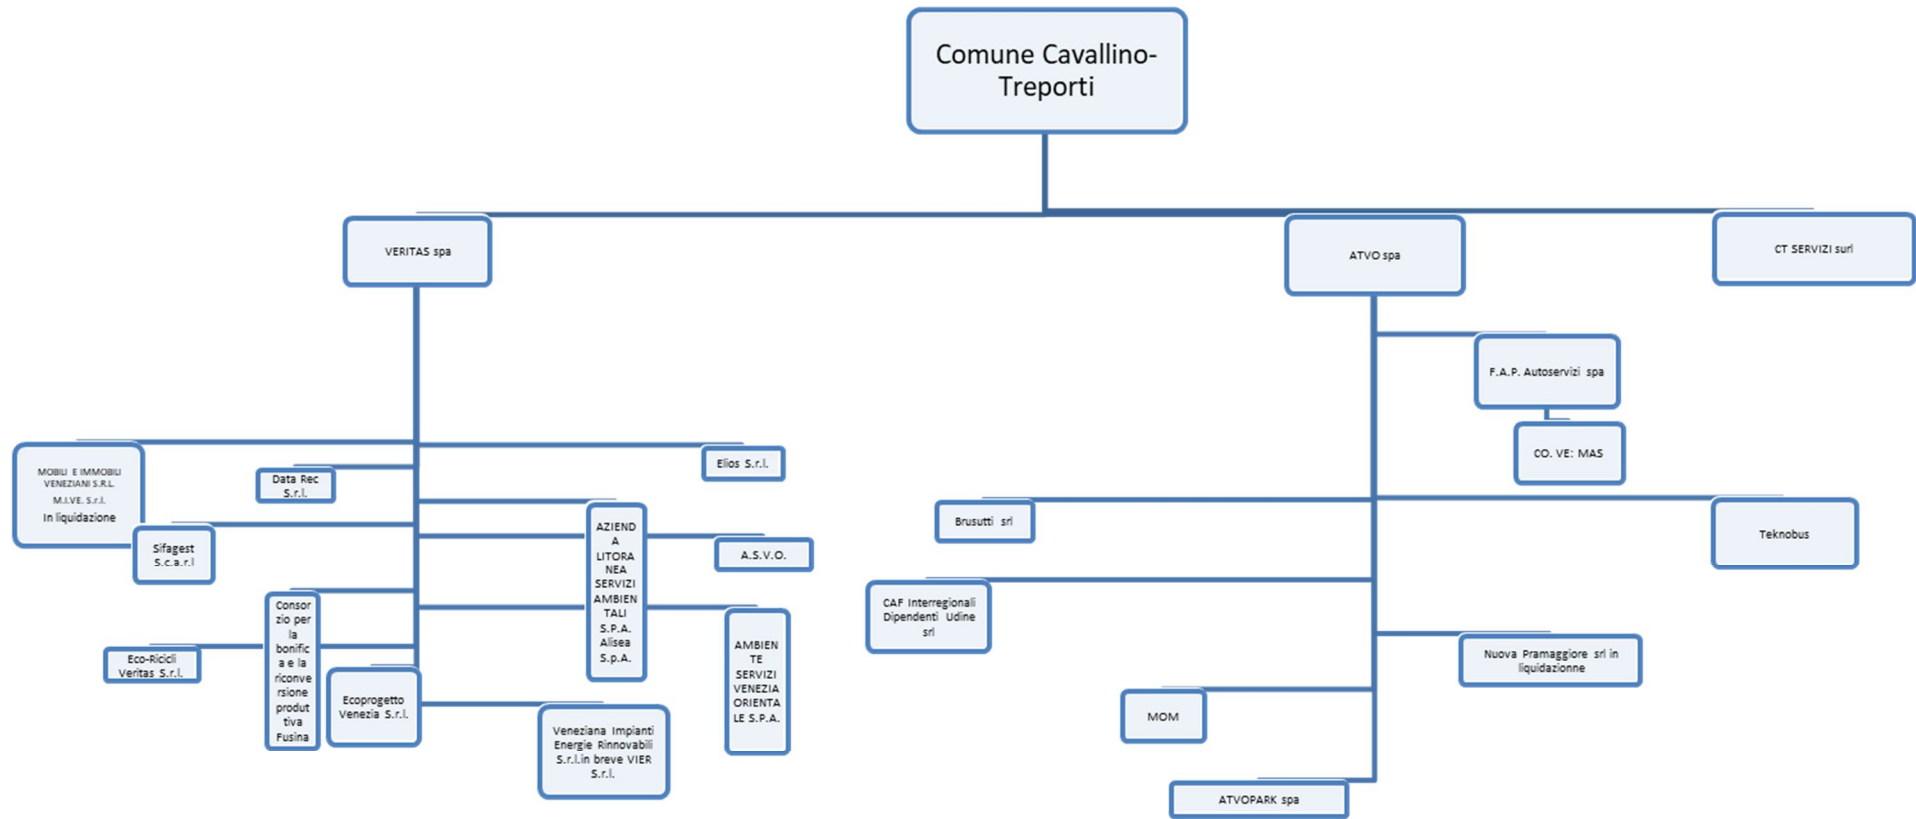 Comune Cavallino-
Treporti
VERITAS spa
ATVO spa
CT SERVIZI surl
F.A.P. Autoservizi spa
CO. VE: MAS
MOBILI E IMMOBILI
VENEZIANI S.R.L.
M.I.VE. S.r.l.
In liquidazione
Data Rec
S.r.l.
Elios S.r.l.
Sifagest
S.c.a.r.l
AZIEND
A
LITORA
NEA
SERVIZI
AMBIEN
TALI
S.P.A.
Alisea
S.p.A.
A.S.V.O.
Brusutti srl
Teknobus
Consor
zio per
la
bonific
a e la
riconve
rsione
produt
tiva
Fusina
CAF Interregionali
Dipendenti Udine
srl
Eco-Ricicli
Veritas S.r.l.
Ecoprogetto
Venezia S.r.l.
AMBIEN
TE
SERVIZI
VENEZIA
ORIENTA
LE S.P.A.
Nuova Pramaggiore srl in
liquidazionne
Veneziana Impianti
Energie Rinnovabili
S.r.l.in breve VIER
S.r.l.
MOM
ATVOPARK spa